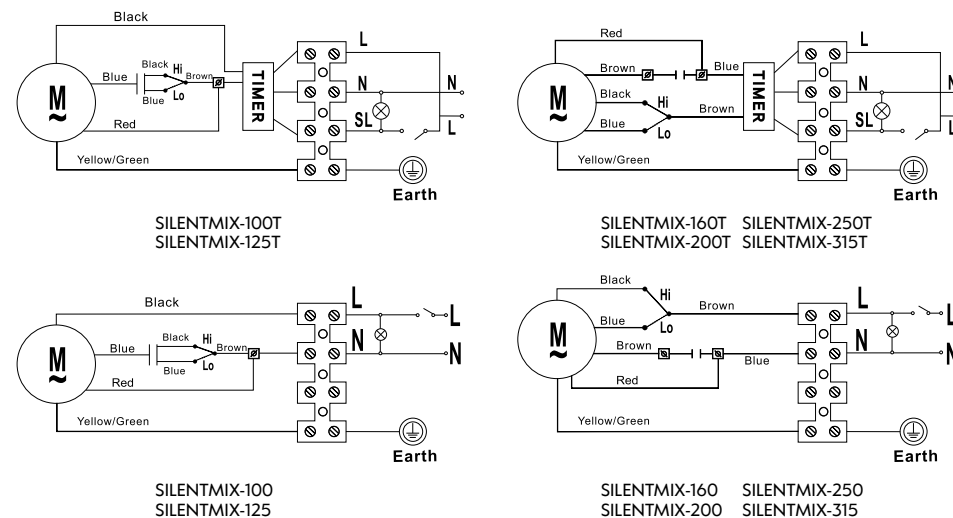 Black
Blue
Black
Hi
Brown
Blue
Lo
M
~
Red
Yellow/Green
TIMER
L
N
N
SL
L
Earth
SILENTMIX-100T
SILENTMIX-125T
Red
Brown
Blue
Black
Hi
Brown
Blue
Lo
M
~
Yellow/Green
TIMER
L
N
N
SL
L
Earth
SILENTMIX-160T SILENTMIX-250T
SILENTMIX-200T SILENTMIX-315T
Black
Blue
Black
Hi
Brown
Blue
Lo
M
~
Red
Yellow/Green
L
L
N
N
Earth
SILENTMIX-100
SILENTMIX-125
Black
Hi
Brown
Blue
Lo
M
~
Brown
Blue
Red
Yellow/Green
L
L
N
N
Earth
SILENTMIX-160 SILENTMIX-250
SILENTMIX-200 SILENTMIX-315